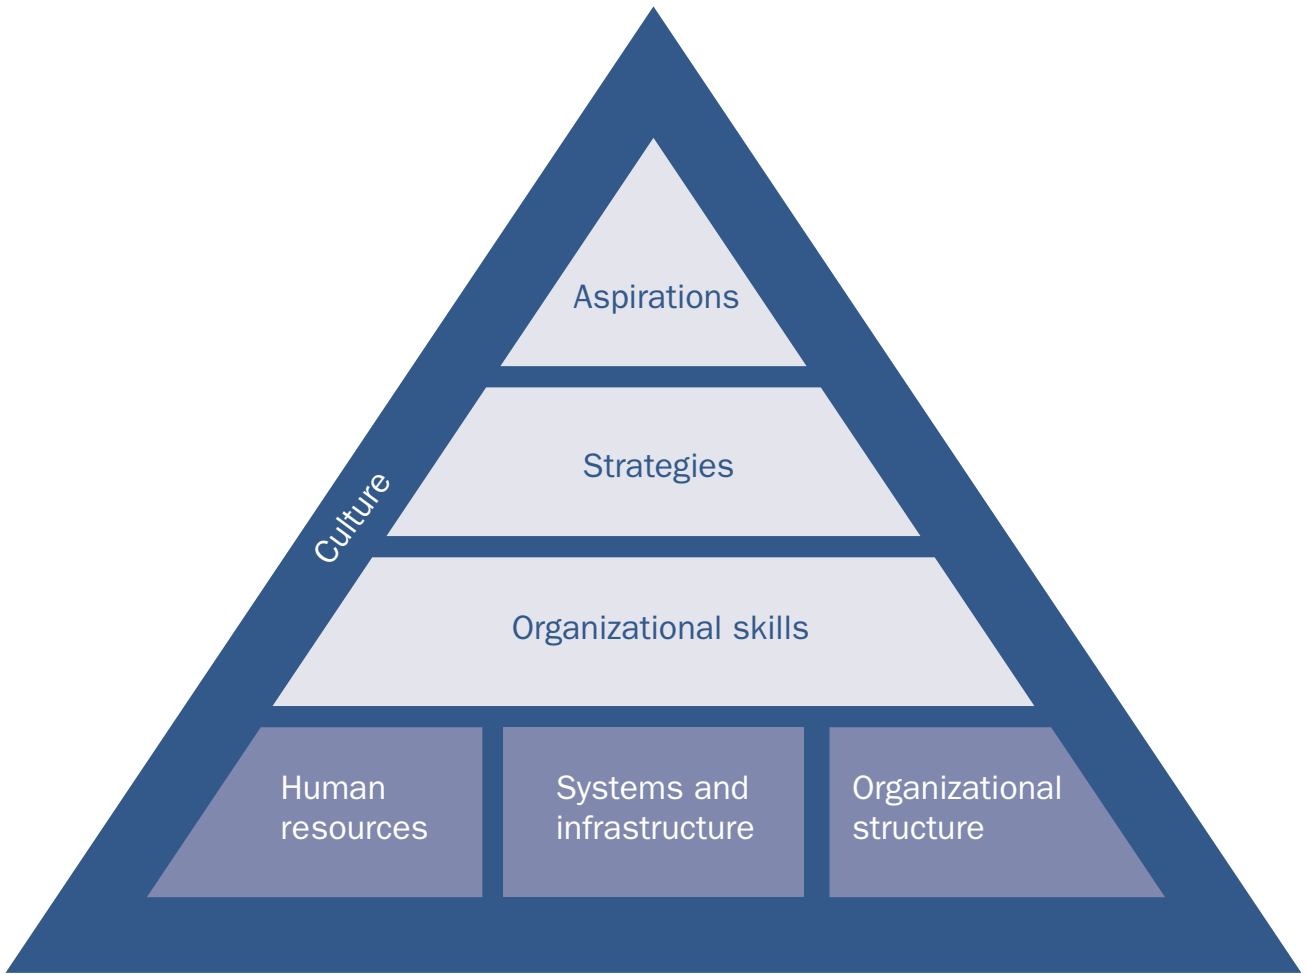 Aspirations
Strategies
Culture
Organizational skills
Human
resources
Systems and
infrastructure
Organizational
structure